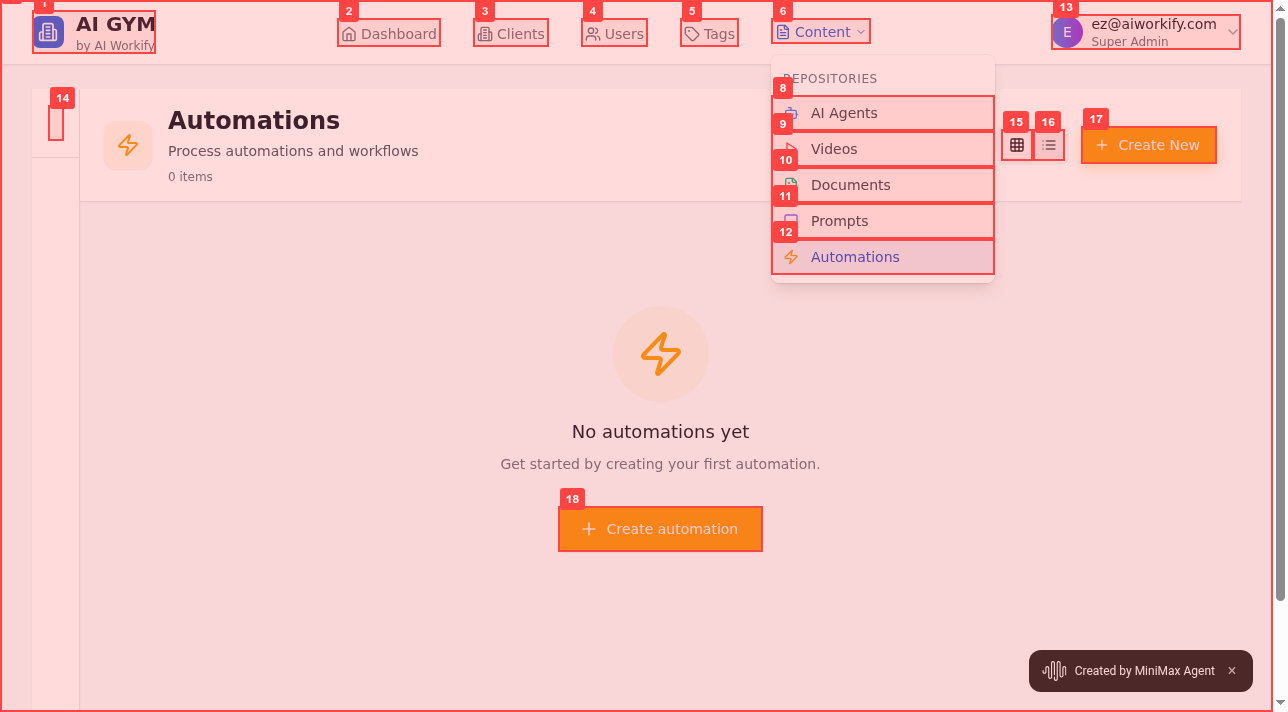 1
AI GYM
by AI Workify
2
Dashboard
3
Clients
4
Users
5
Tags
6
Content
13
E
ez@aiworkify.com
Super Admin
REPOSITORIES
8
AI Agents
9
Videos
10
Documents
11
Prompts
12
Automations
14
Automations
Process automations and workflows
0 items
15
16
17
Create New
No automations yet
Get started by creating your first automation.
18
Create automation
Created by MiniMax Agent ×